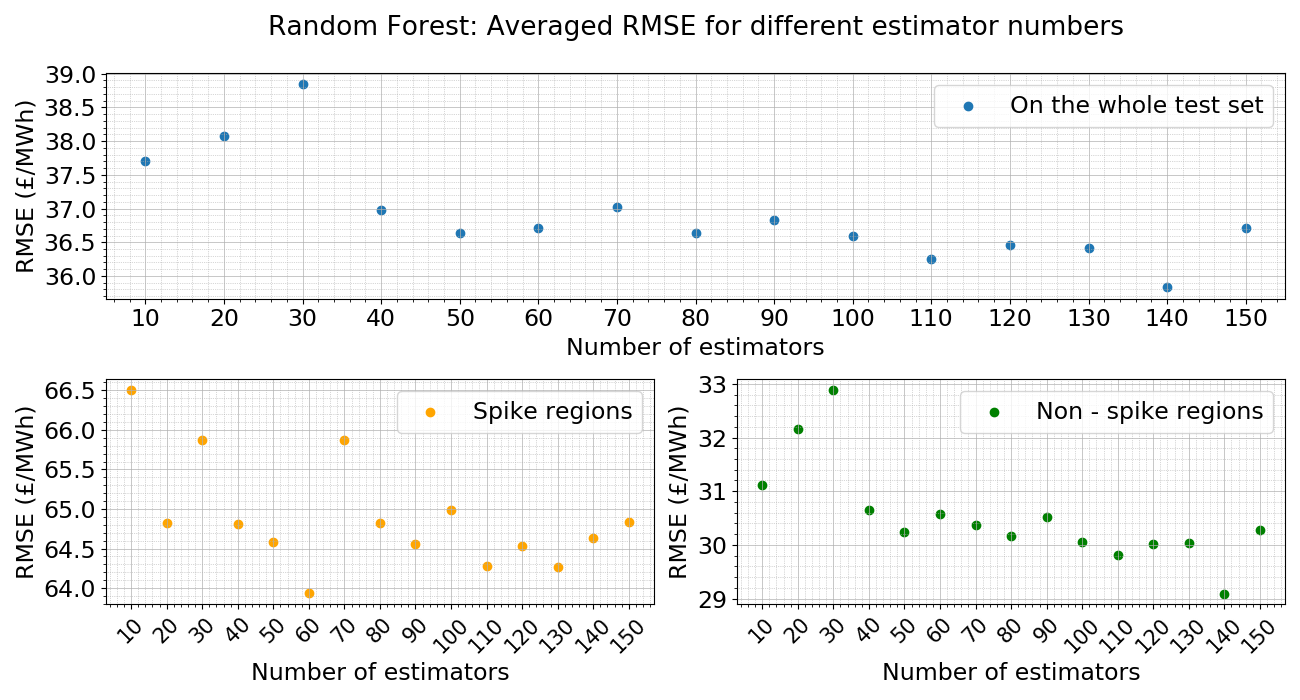 Random Forest: Averaged RMSE for different estimator numbers
RMSE (£/MWh)
39.0
38.5
38.0
37.5
37.0
36.5
36.0
On the whole test set
10 20 30 40 50 60 70 80 90 100 110 120 130 140 150
Number of estimators
RMSE (£/MWh)
66.5
66.0
65.5
65.0
64.5
64.0
Spike regions
10 20 30 40 50 60 70 80 90 100 110 120 130 140 150
Number of estimators
RMSE (£/MWh)
33
32
31
30
29
Non - spike regions
10 20 30 40 50 60 70 80 90 100 110 120 130 140 150
Number of estimators